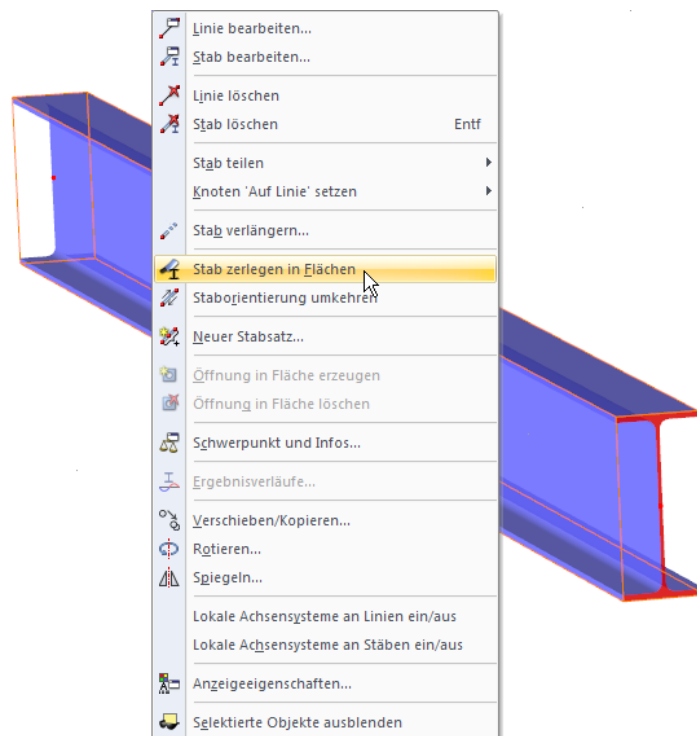 Linie bearbeiten...
Stab bearbeiten...
Linie löschen
Stab löschen Entf
Stab teilen
Knoten 'Auf Linie' setzen
Stab verlängern...
Stab zerlegen in Flächen
Staborientierung umkehren
Neuer Stabsatz...
Öffnung in Fläche erzeugen
Öffnung in Fläche löschen
Schwerpunkt und Infos...
Ergebnisverläufe...
Verschieben/Kopieren...
Rotieren...
Spiegeln...
Lokale Achsensysteme an Linien ein/aus
Lokale Achsensysteme an Stäben ein/aus
Anzeigeeigenschaften...
Selektierte Objekte ausblenden